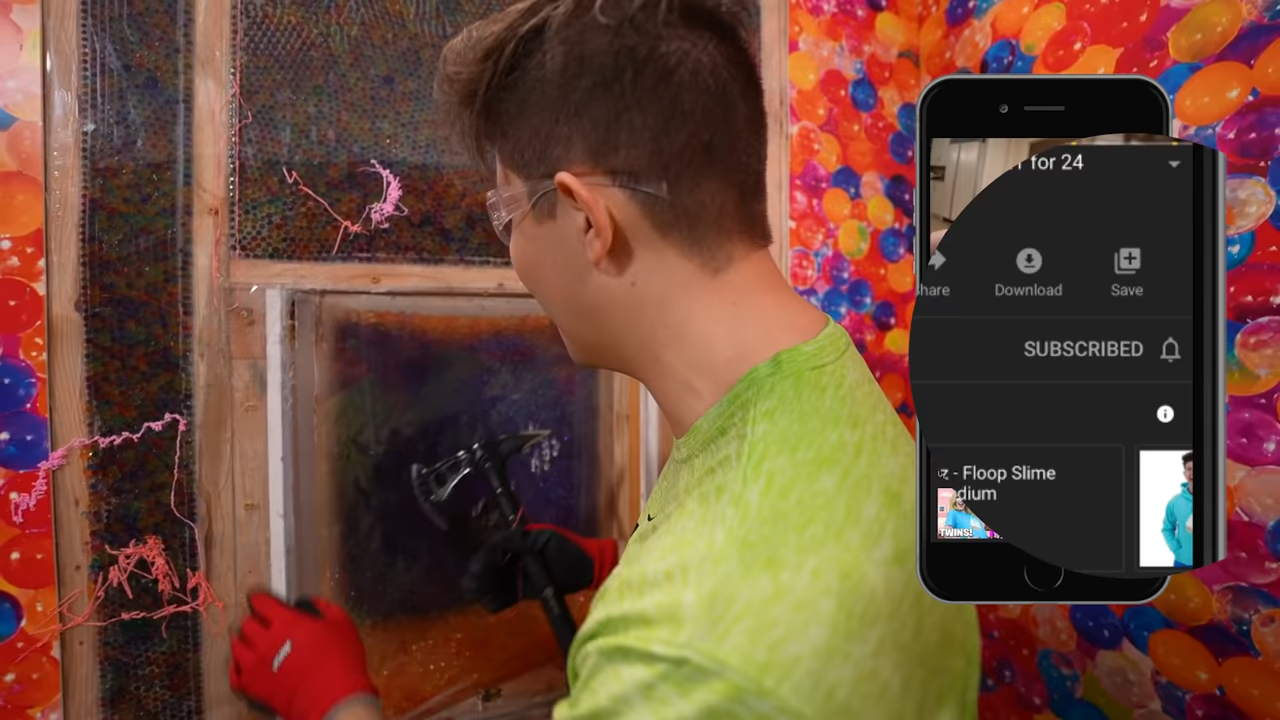 for 24
Download
Save
SUBSCRIBED
- Floop Slime
TWINS!